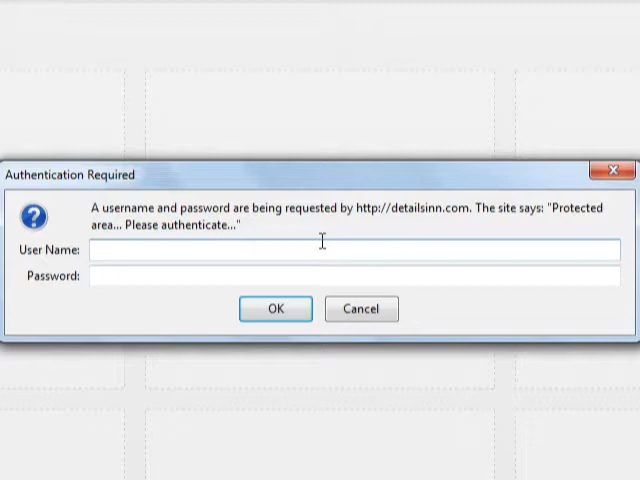 Authentication Required
A username and password are being requested by http://detailsinn.com. The site says: "Protected
area... Please authenticate..."
User Name:
Password:
OK Cancel